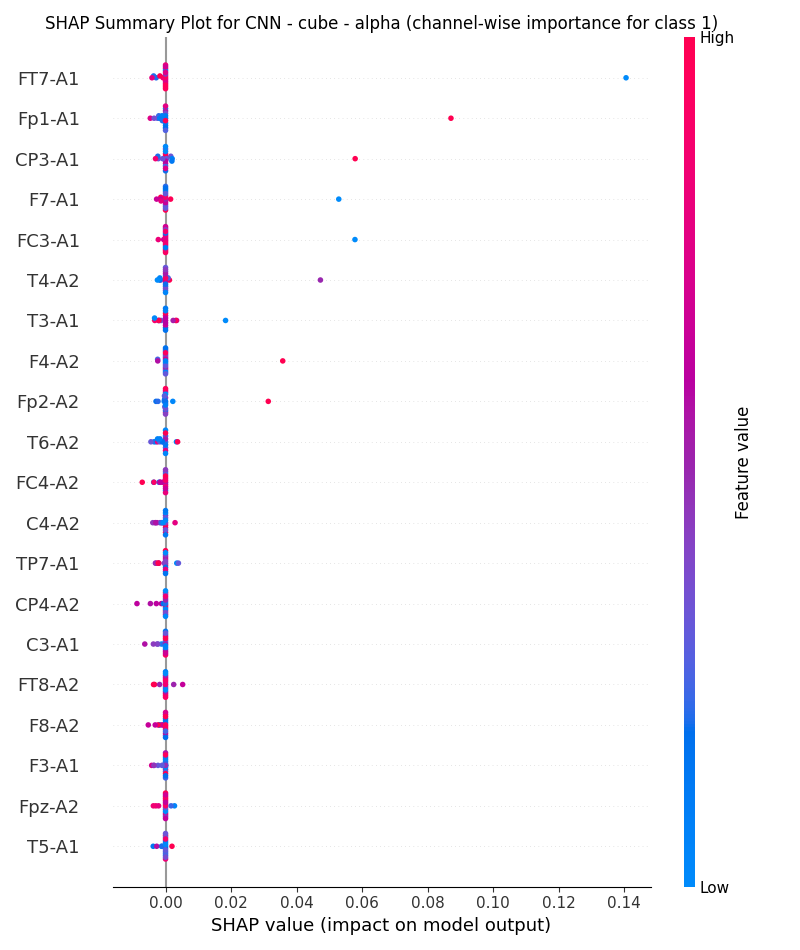 SHAP Summary Plot for CNN - cube - alpha (channel-wise importance for class 1)
High
FT7-A1
Fp1-A1
CP3-A1
F7-A1
FC3-A1
T4-A2
T3-A1
F4-A2
Fp2-A2
T6-A2
FC4-A2
C4-A2
TP7-A1
CP4-A2
C3-A1
FT8-A2
F8-A2
F3-A1
Fpz-A2
T5-A1
Feature value
Low
0.00 0.02 0.04 0.06 0.08 0.10 0.12 0.14
SHAP value (impact on model output)